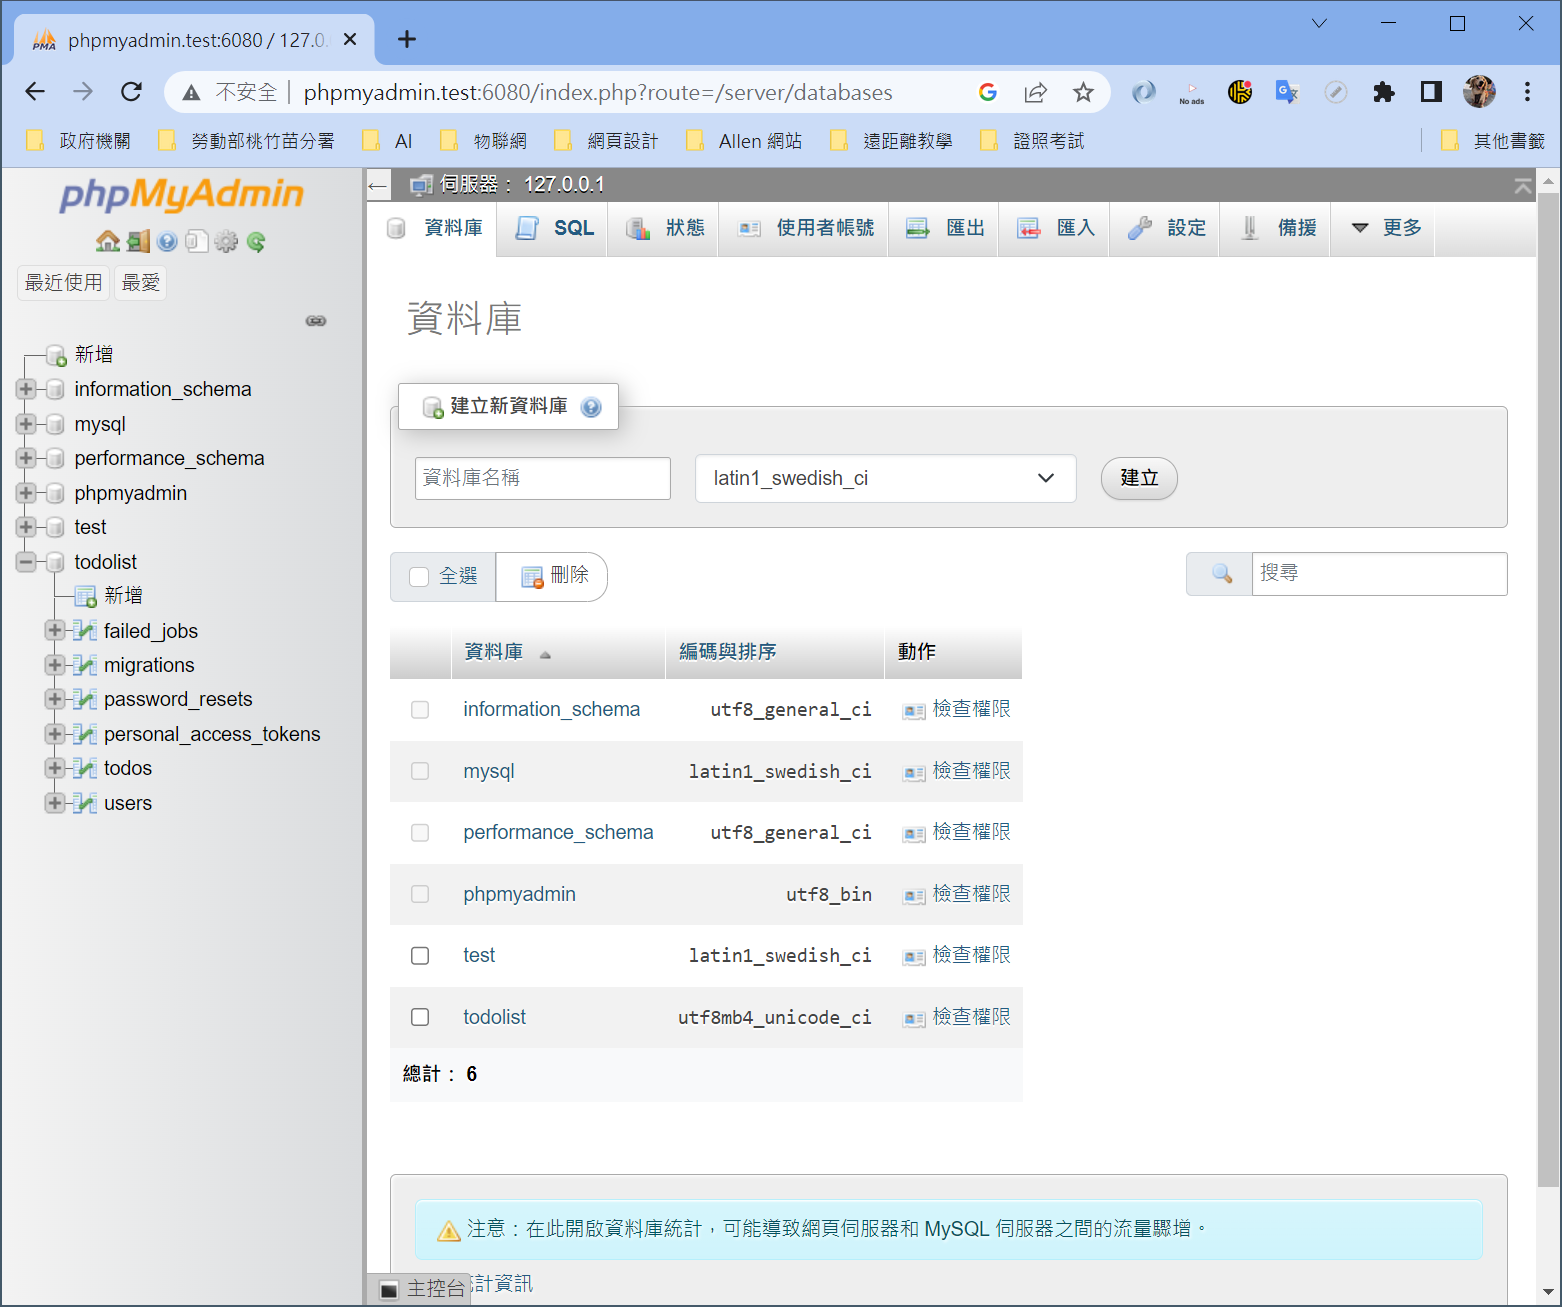 PMA phpmyadmin.test:6080 / 127.0.
不安全 phpmyadmin.test:6080/index.php?route=/server/databases
No ads
政府機關 勞動部桃竹苗分署 AI 物聯網 網頁設計 Allen 網站 遠距離教學 證照考試 其他書籤
phpMyAdmin
最近使用 最愛
新增
information_schema
mysql
performance_schema
phpmyadmin
test
todolist
新增
failed_jobs
migrations
password_resets
personal_access_tokens
todos
users
伺服器： 127.0.0.1
資料庫 SQL 狀態 使用者帳號 匯出 匯入 設定 備援 更多
資料庫
建立新資料庫
資料庫名稱 latin1_swedish_ci 建立
全選 刪除 搜尋
資料庫 編碼與排序 動作
information_schema utf8_general_ci 檢查權限
mysql latin1_swedish_ci 檢查權限
performance_schema utf8_general_ci 檢查權限
phpmyadmin utf8_bin 檢查權限
test latin1_swedish_ci 檢查權限
todolist utf8mb4_unicode_ci 檢查權限
總計： 6
注意：在此開啟資料庫統計，可能導致網頁伺服器和 MySQL 伺服器之間的流量驟增。
主控台 計資訊